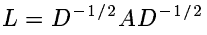 L = D^{-1/2} A D^{-1/2}